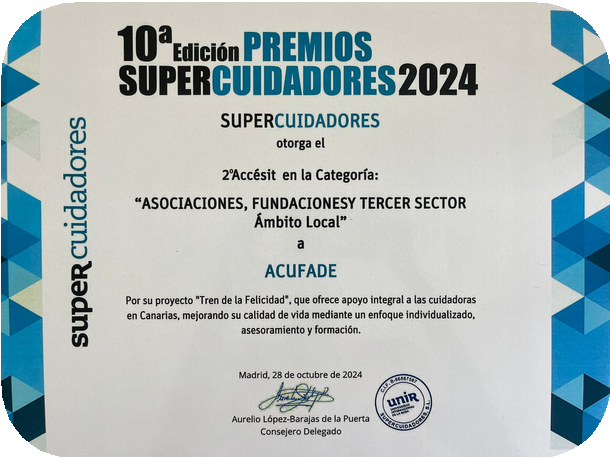 10ª Edición PREMIOS
SUPERCUIDADORES 2024
super cuidadores
SUPERCUIDADORES
otorga el
2ºAccésit en la Categoría:
“ASOCIACIONES, FUNDACIONESY TERCER SECTOR
Ámbito Local”
a
ACUFADE
Por su proyecto "Tren de la Felicidad", que ofrece apoyo integral a las cuidadoras
en Canarias, mejorando su calidad de vida mediante un enfoque individualizado,
asesoramiento y formación.
Madrid, 28 de octubre de 2024
Aurelio López-Barajas de la Puerta
Consejero Delegado
unir
SUPERCUIDADORES, S.L.